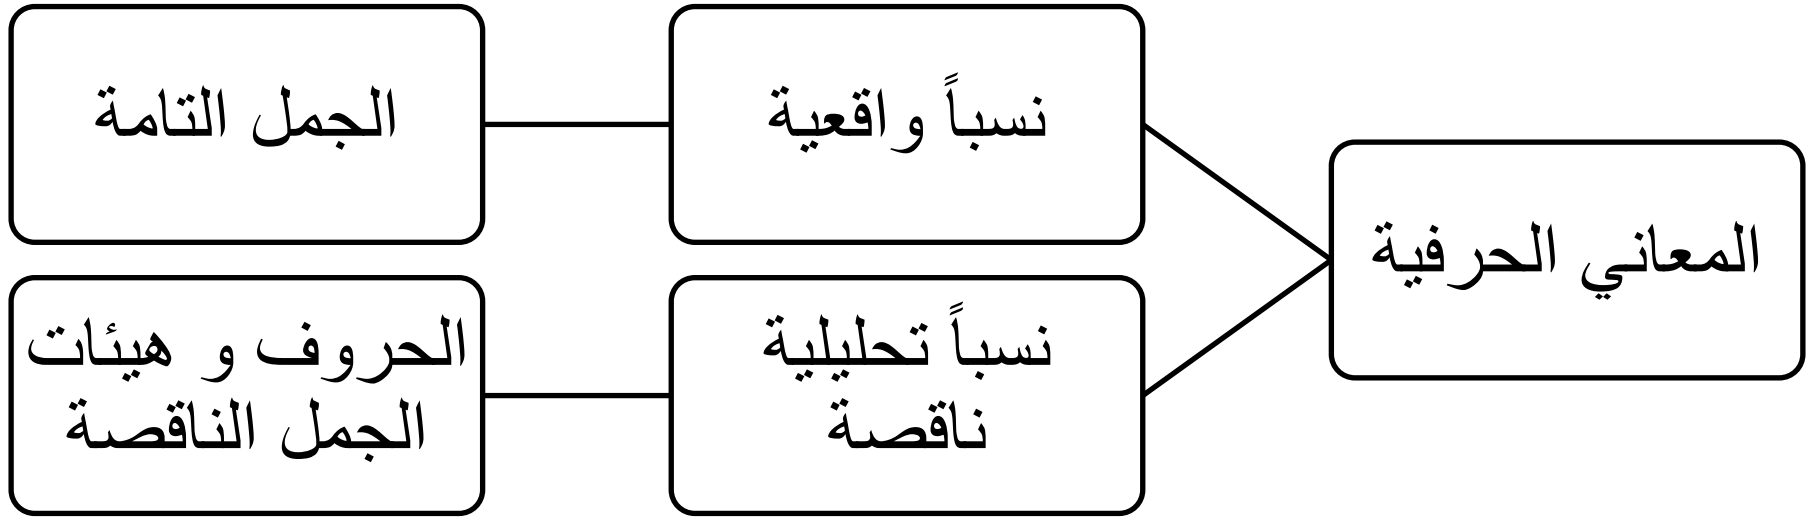 المعاني الحرفية
نسباً واقعية
الجمل التامة
نسباً تحليلية
ناقصة
الحروف و هيئات
الجمل الناقصة